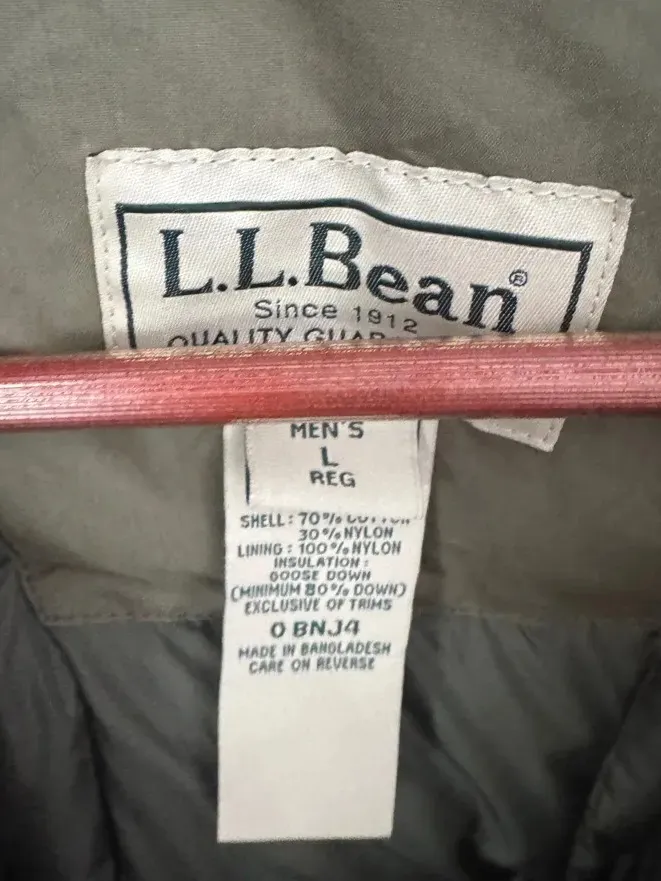 L.L.Bean®
Since 1912
QUALITY
MEN'S
L
REG
SHELL: 70% COTTON
30% NYLON
LINING: 100% NYLON
INSULATION:
GOOSE DOWN
(MINIMUM 80% DOWN)
EXCLUSIVE OF TRIMS
0 BNJ4
MADE IN BANGLADESH
CARE ON REVERSE